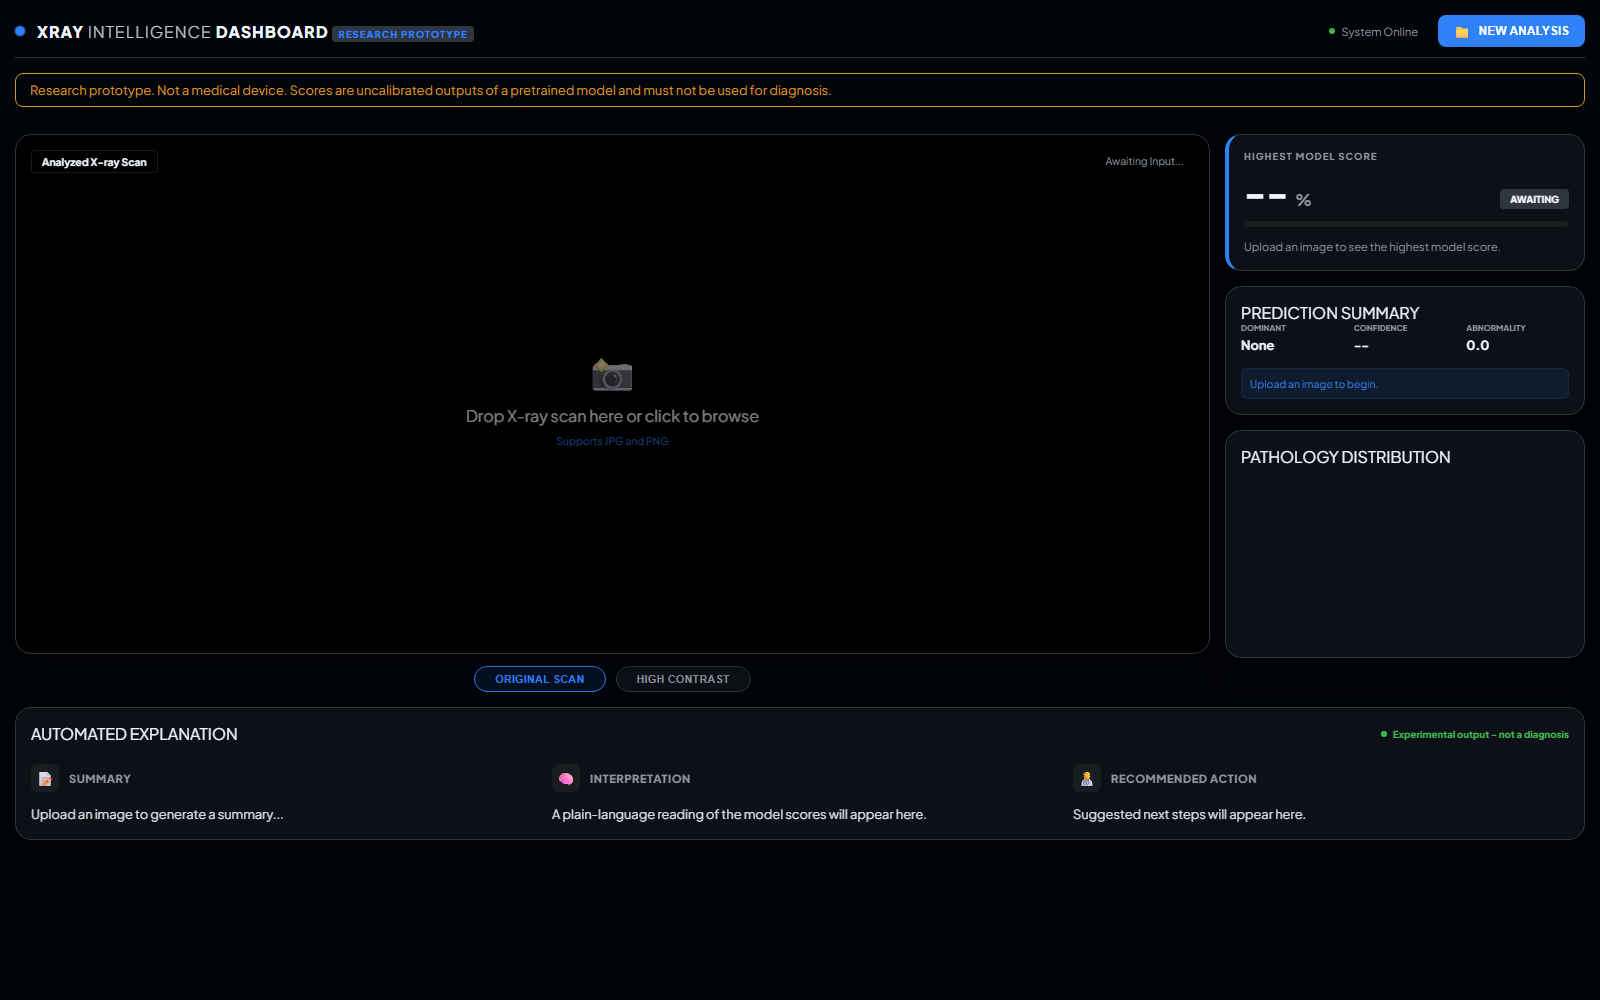 XRAY INTELLIGENCE DASHBOARD RESEARCH PROTOTYPE
System Online
NEW ANALYSIS
Research prototype. Not a medical device. Scores are uncalibrated outputs of a pretrained model and must not be used for diagnosis.
Analyzed X-ray Scan
Awaiting Input...
Drop X-ray scan here or click to browse
Supports JPG and PNG
ORIGINAL SCAN
HIGH CONTRAST
HIGHEST MODEL SCORE
-- %
AWAITING
Upload an image to see the highest model score.
PREDICTION SUMMARY
DOMINANT CONFIDENCE ABNORMALITY
None -- 0.0
Upload an image to begin.
PATHOLOGY DISTRIBUTION
AUTOMATED EXPLANATION
Experimental output – not a diagnosis
SUMMARY
Upload an image to generate a summary...
INTERPRETATION
A plain-language reading of the model scores will appear here.
RECOMMENDED ACTION
Suggested next steps will appear here.